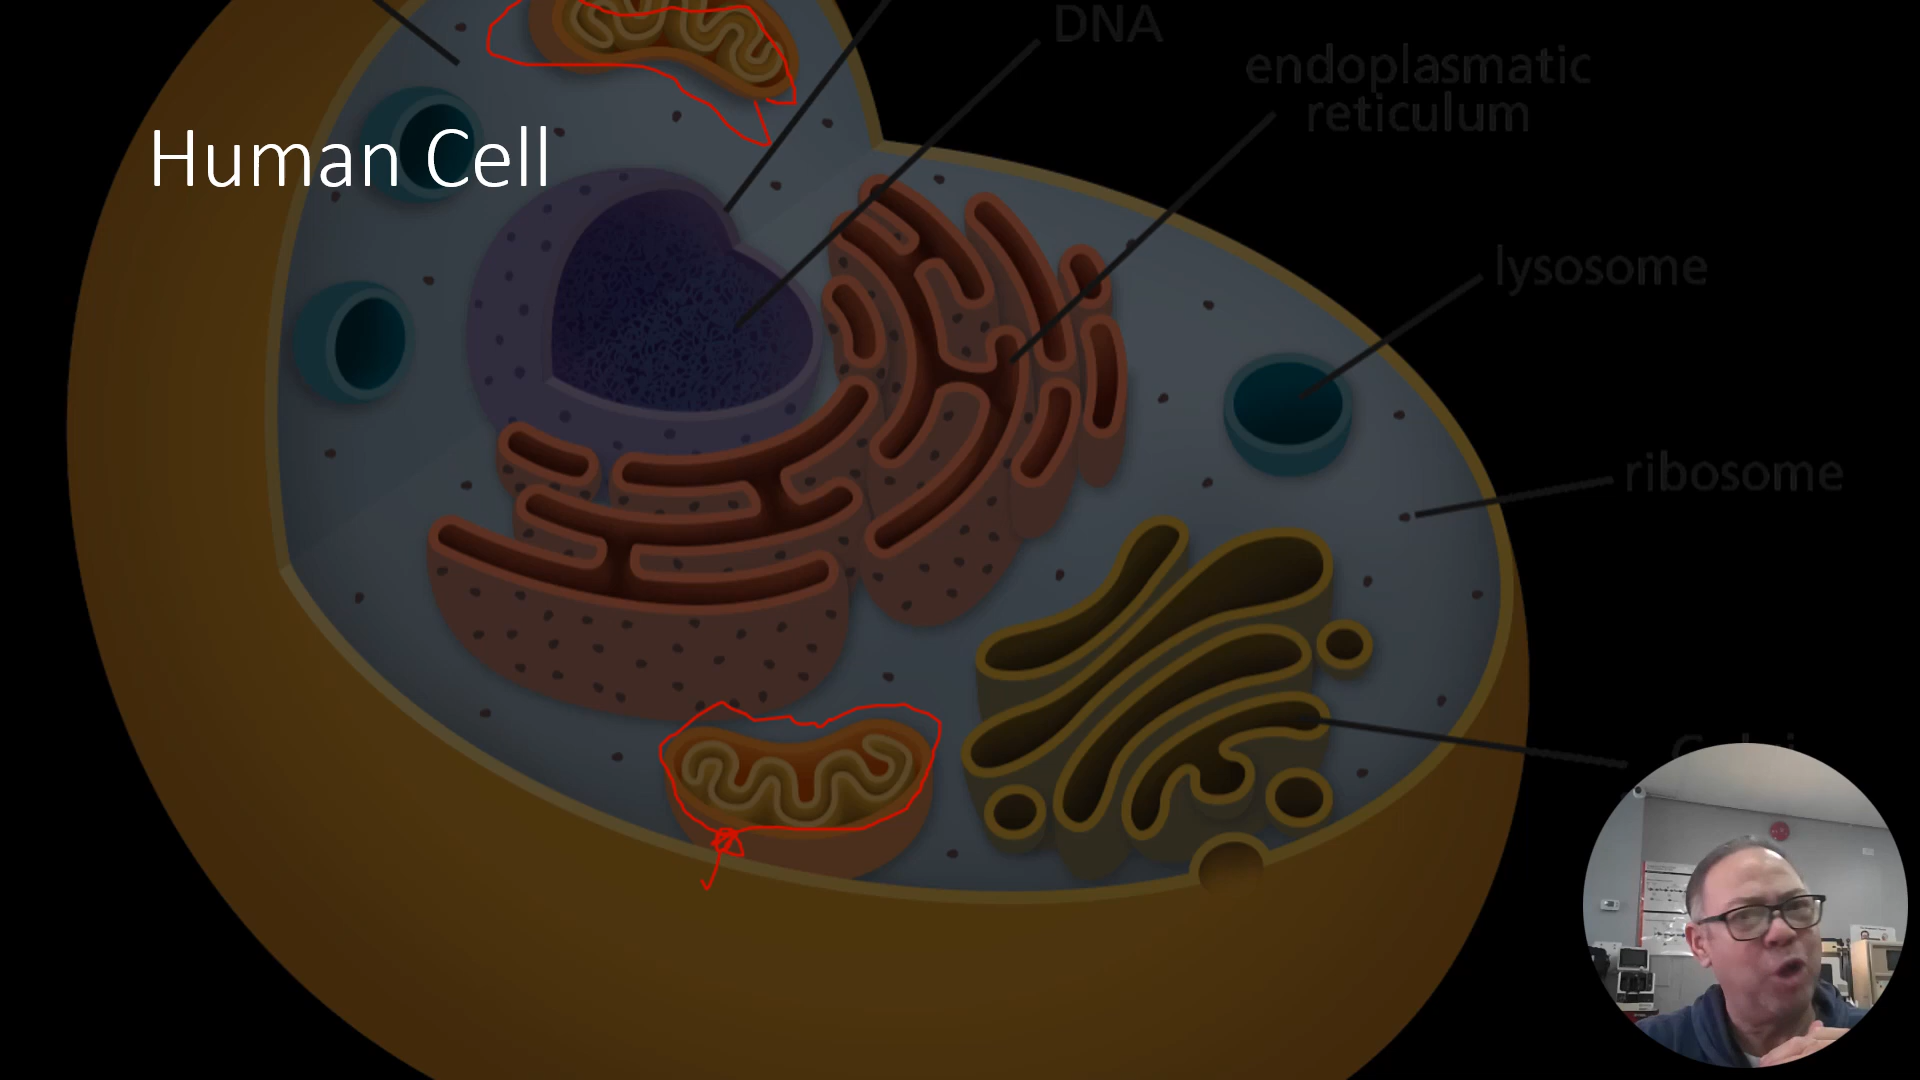 DNA
endoplasmatic
reticulum
Human Cell
lysosome
ribosome